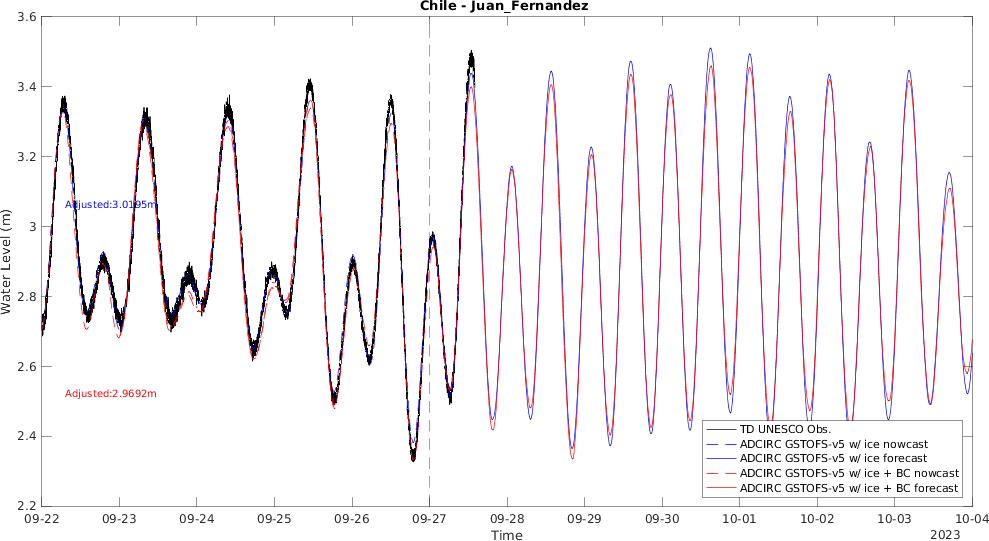 Chile - Juan_Fernandez
3.6
3.4
3.2
3
2.8
2.6
2.4
2.2
Water Level (m)
Adjusted:3.0195m
Adjusted:2.9692m
TD UNESCO Obs.
ADCIRC GSTOFS-v5 w/ ice nowcast
ADCIRC GSTOFS-v5 w/ ice forecast
ADCIRC GSTOFS-v5 w/ ice + BC nowcast
ADCIRC GSTOFS-v5 w/ ice + BC forecast
09-22 09-23 09-24 09-25 09-26 09-27 09-28 09-29 09-30 10-01 10-02 10-03 10-04
Time
2023